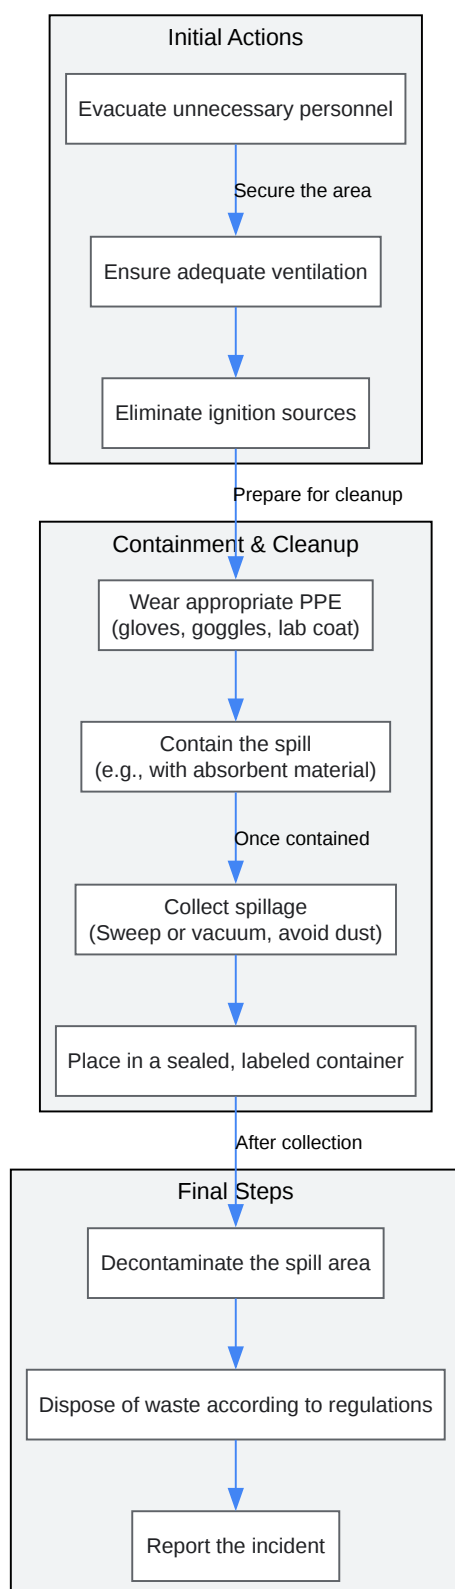 Initial Actions
Evacuate unnecessary personnel
Secure the area
Ensure adequate ventilation
Eliminate ignition sources
Prepare for cleanup
Containment & Cleanup
Wear appropriate PPE
(gloves, goggles, lab coat)
Contain the spill
(e.g., with absorbent material)
Once contained
Collect spillage
(Sweep or vacuum, avoid dust)
Place in a sealed, labeled container
After collection
Final Steps
Decontaminate the spill area
Dispose of waste according to regulations
Report the incident